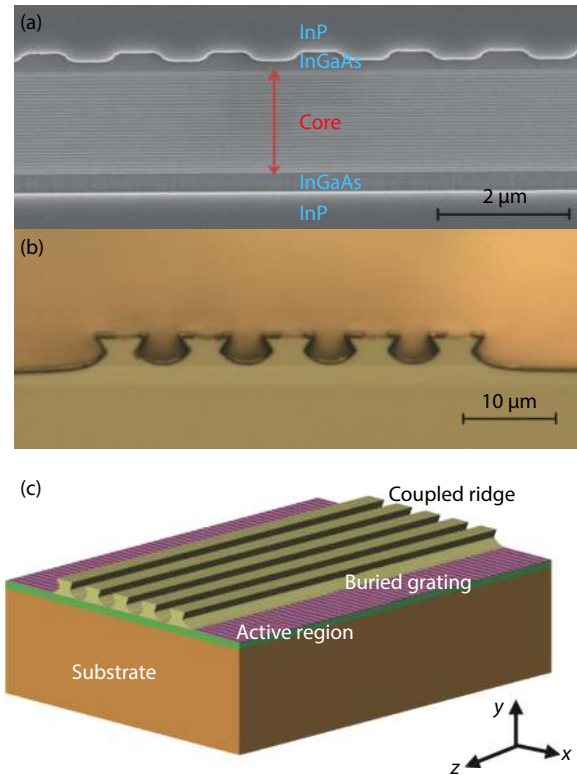 (a)
InP
InGaAs
Core
InGaAs
2 μm
InP
(b)
10 μm
(c)
Coupled ridge
Buried grating
Active region
Substrate
y
x
z